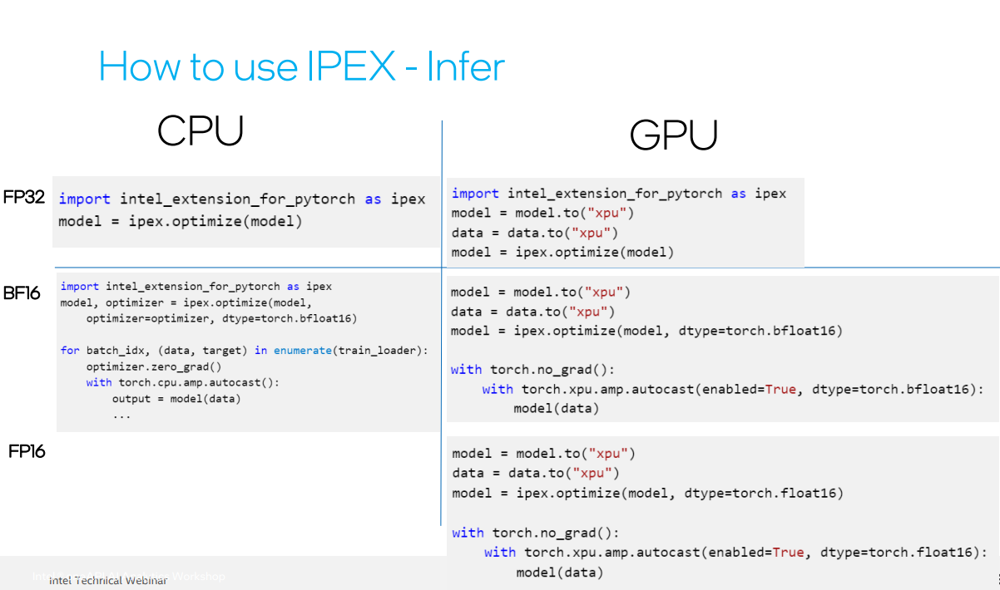 How to use IPEX - Infer
CPU
GPU
FP32
import intel_extension_for_pytorch as ipex
model = ipex.optimize(model)
import intel_extension_for_pytorch as ipex
model = model.to("xpu")
data = data.to("xpu")
model = ipex.optimize(model)
BF16
import intel_extension_for_pytorch as ipex
model, optimizer = ipex.optimize(model,
    optimizer=optimizer, dtype=torch.bfloat16)
for batch_idx, (data, target) in enumerate(train_loader):
    optimizer.zero_grad()
    with torch.cpu.amp.autocast():
        output = model(data)
        ...
model = model.to("xpu")
data = data.to("xpu")
model = ipex.optimize(model, dtype=torch.bfloat16)
with torch.no_grad():
    with torch.xpu.amp.autocast(enabled=True, dtype=torch.bfloat16):
        model(data)
FP16
model = model.to("xpu")
data = data.to("xpu")
model = ipex.optimize(model, dtype=torch.float16)
with torch.no_grad():
    with torch.xpu.amp.autocast(enabled=True, dtype=torch.float16):
        model(data)
Workshop
Intel Technical Webinar